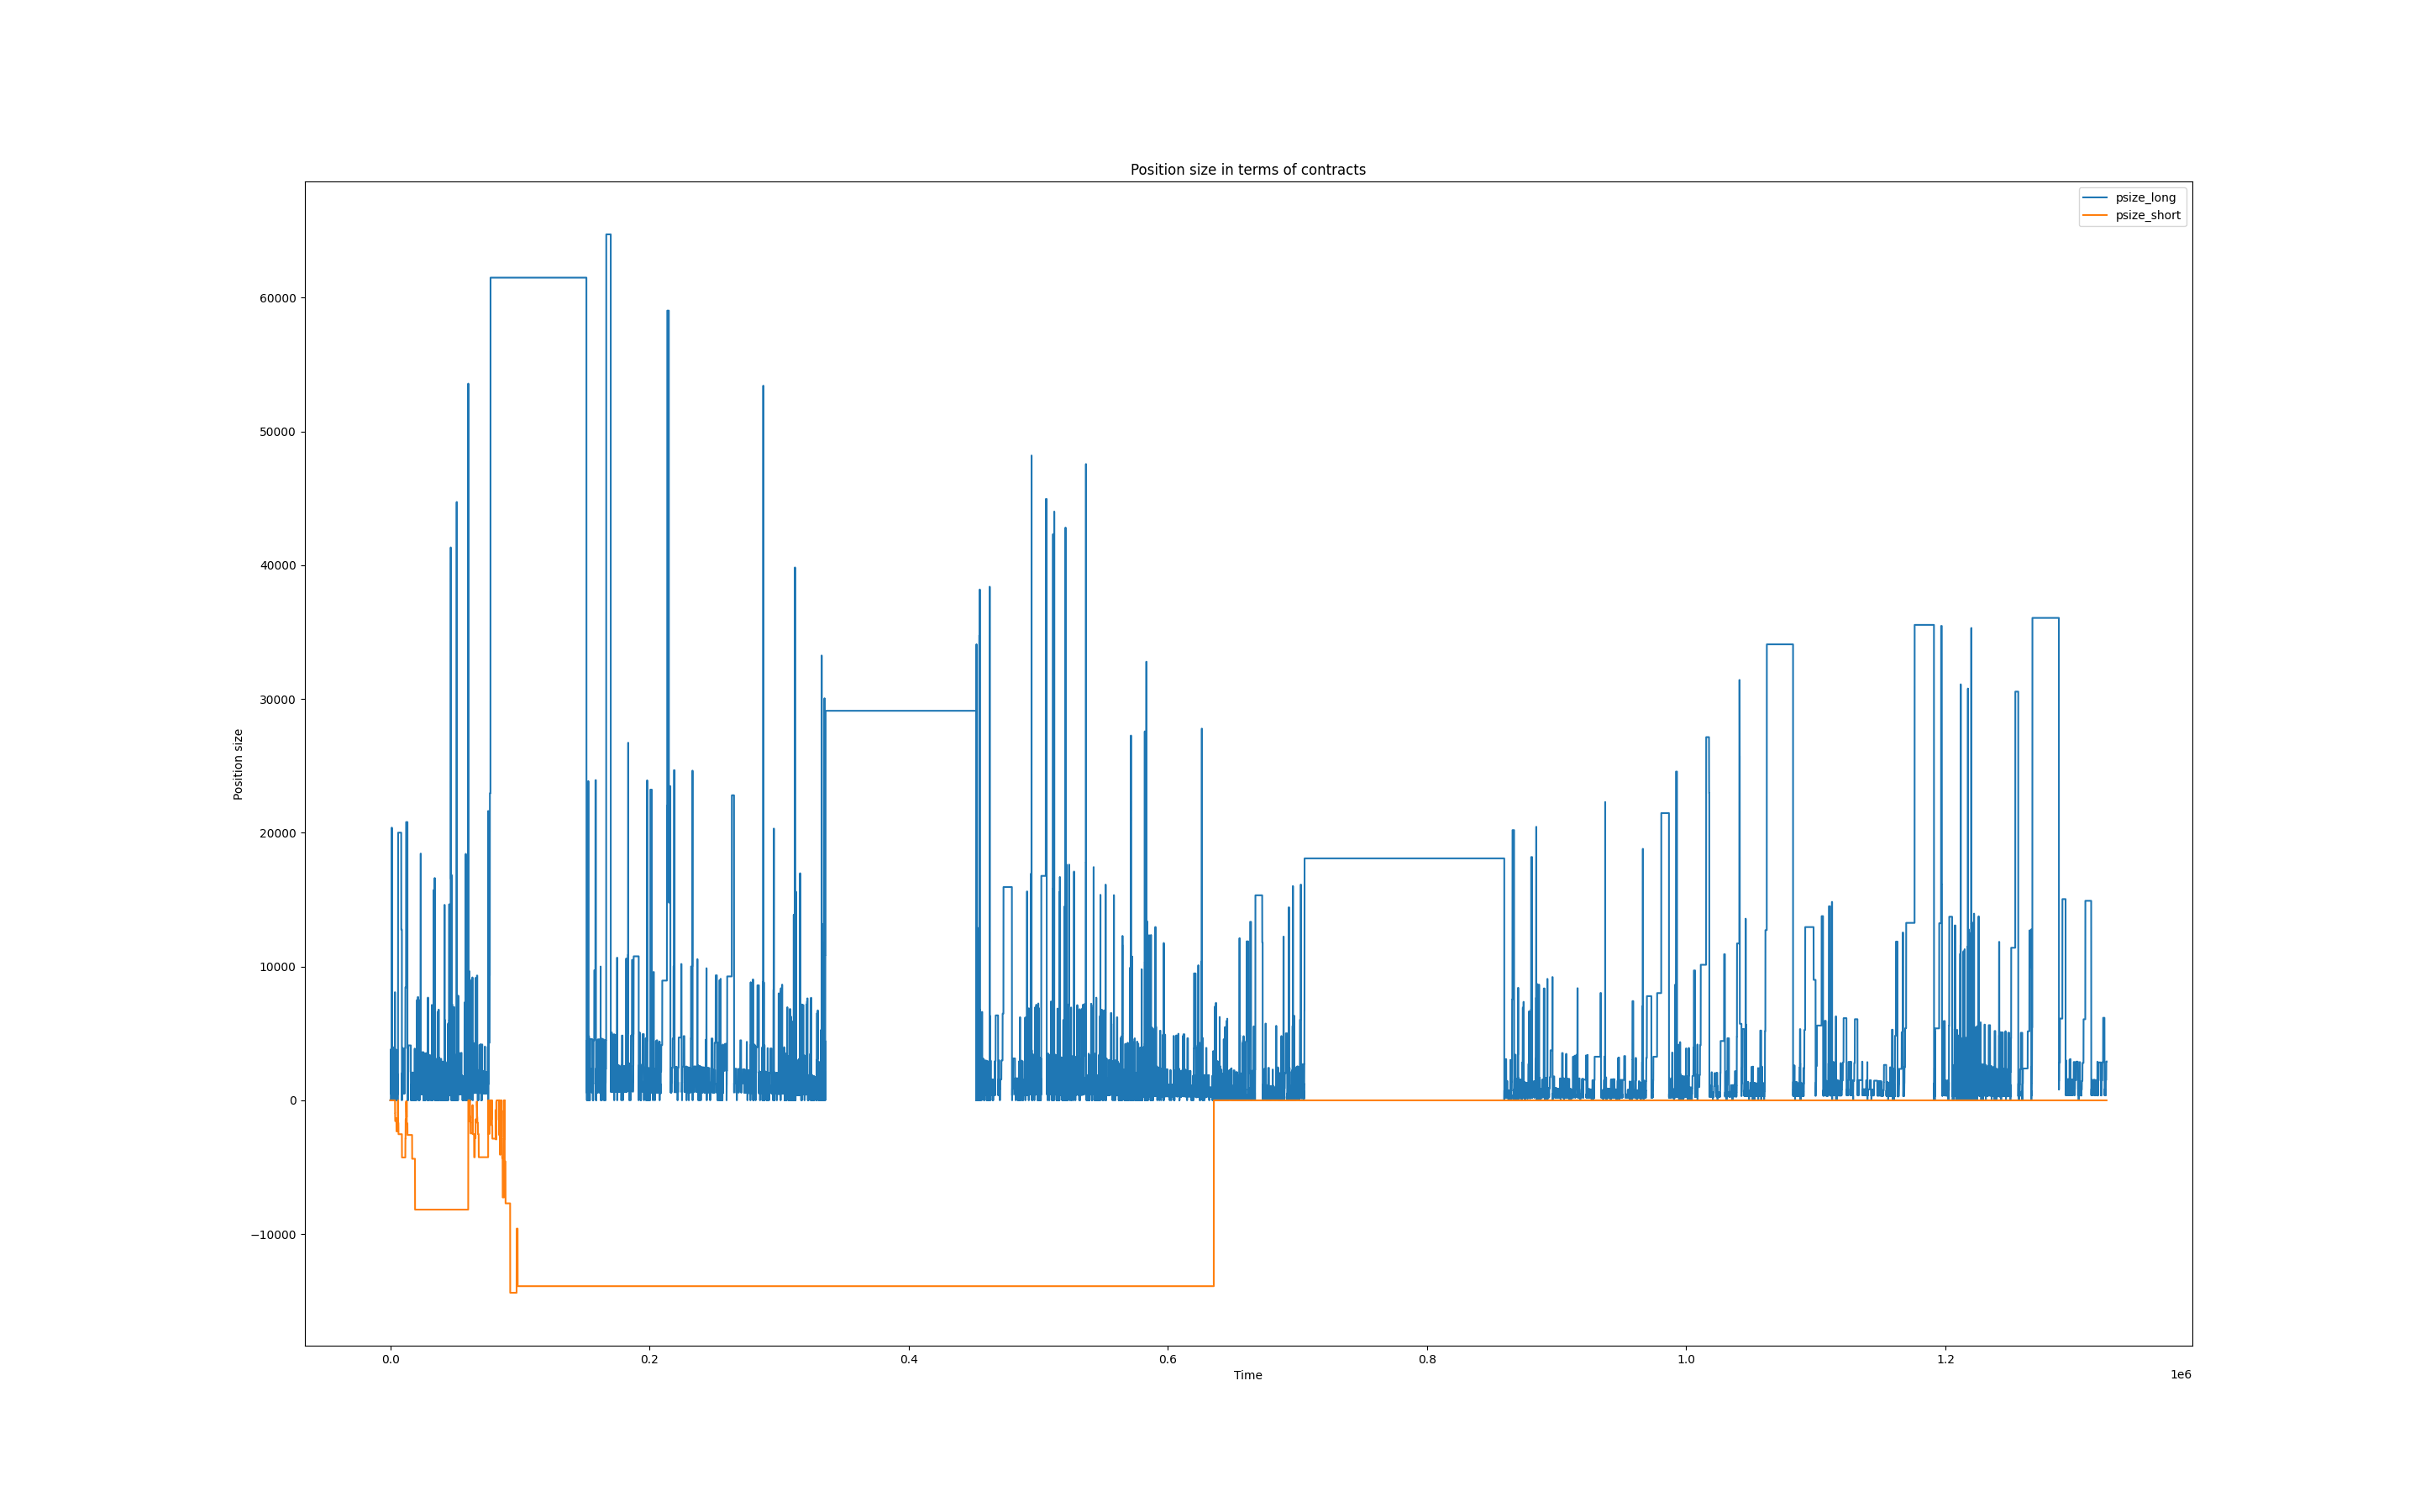 Position size in terms of contracts
psize_long
psize_short
Position size
60000
50000
40000
30000
20000
10000
0
−10000
0.0 0.2 0.4 0.6 0.8 1.0 1.2
Time
1e6